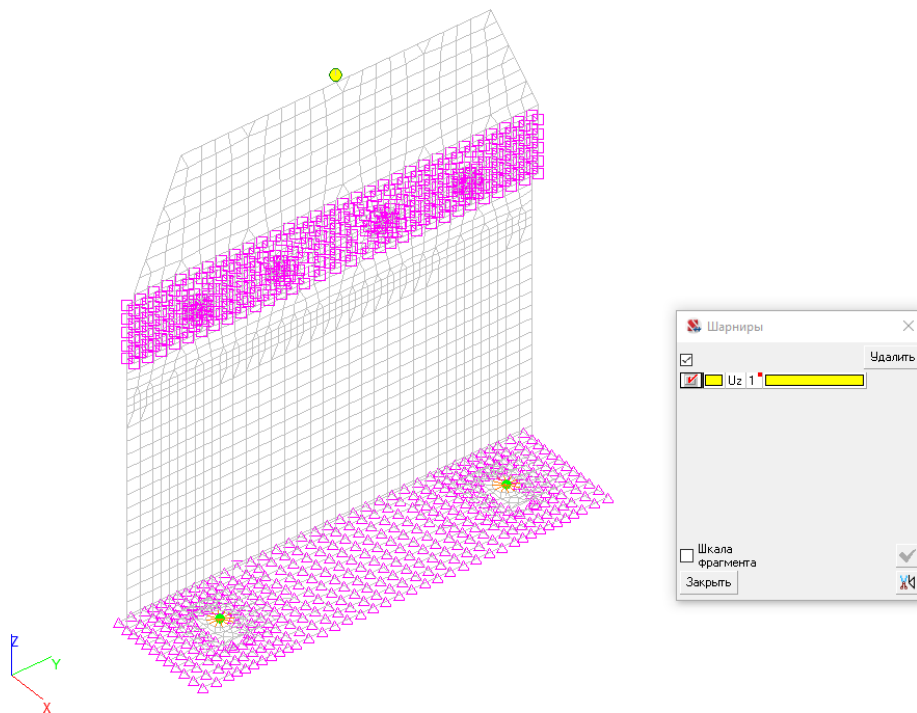 Шарниры
Удалить
Uz 1
Шкала
фрагмента
Закрыть
Z
Y
X